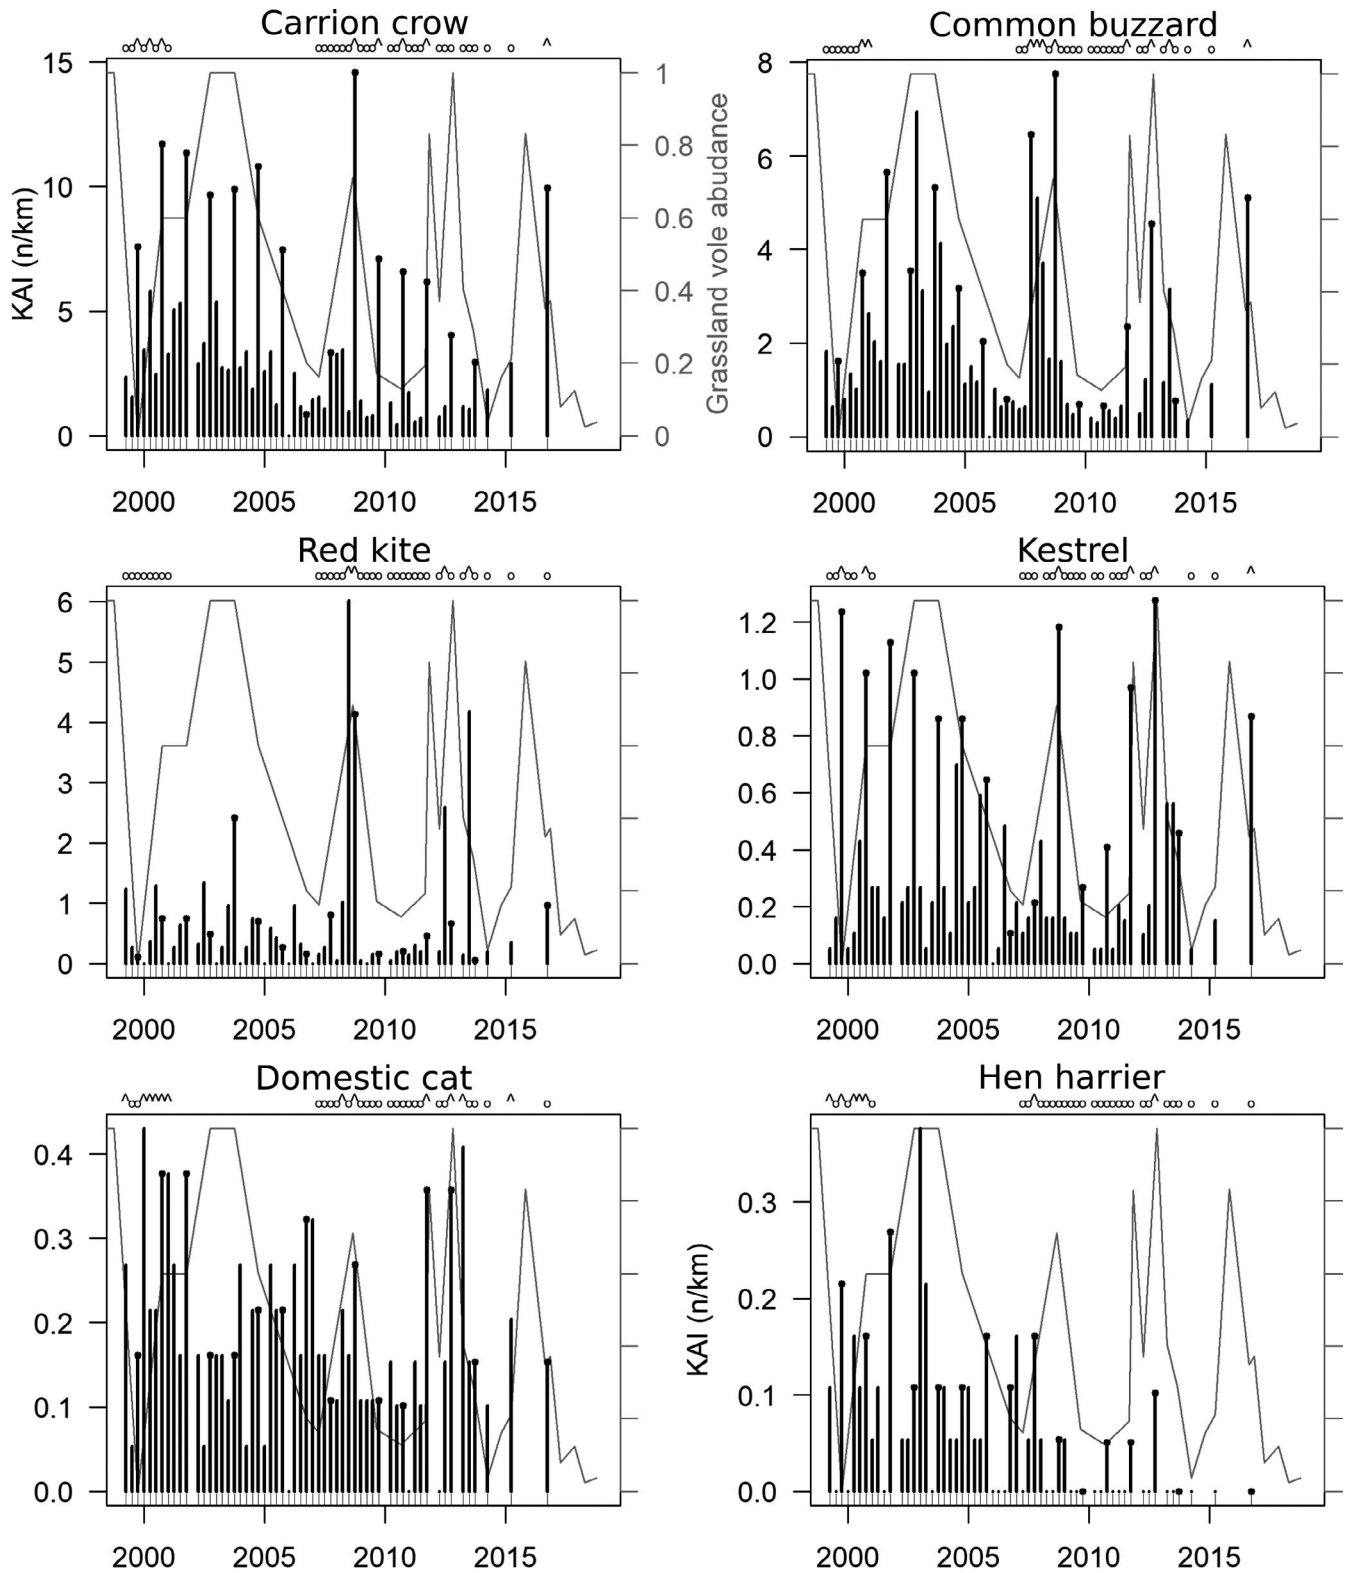 Carrion crow
15
10
5
0
KAI (n/km)
1
0.8
0.6
0.4
0.2
0
Grassland vole abudance
2000 2005 2010 2015
Common buzzard
8
6
4
2
0
2000 2005 2010 2015
Red kite
6
5
4
3
2
1
0
2000 2005 2010 2015
Kestrel
1.2
1.0
0.8
0.6
0.4
0.2
0.0
2000 2005 2010 2015
Domestic cat
0.4
0.3
0.2
0.1
0.0
2000 2005 2010 2015
Hen harrier
0.3
0.2
0.1
0.0
KAI (n/km)
2000 2005 2010 2015